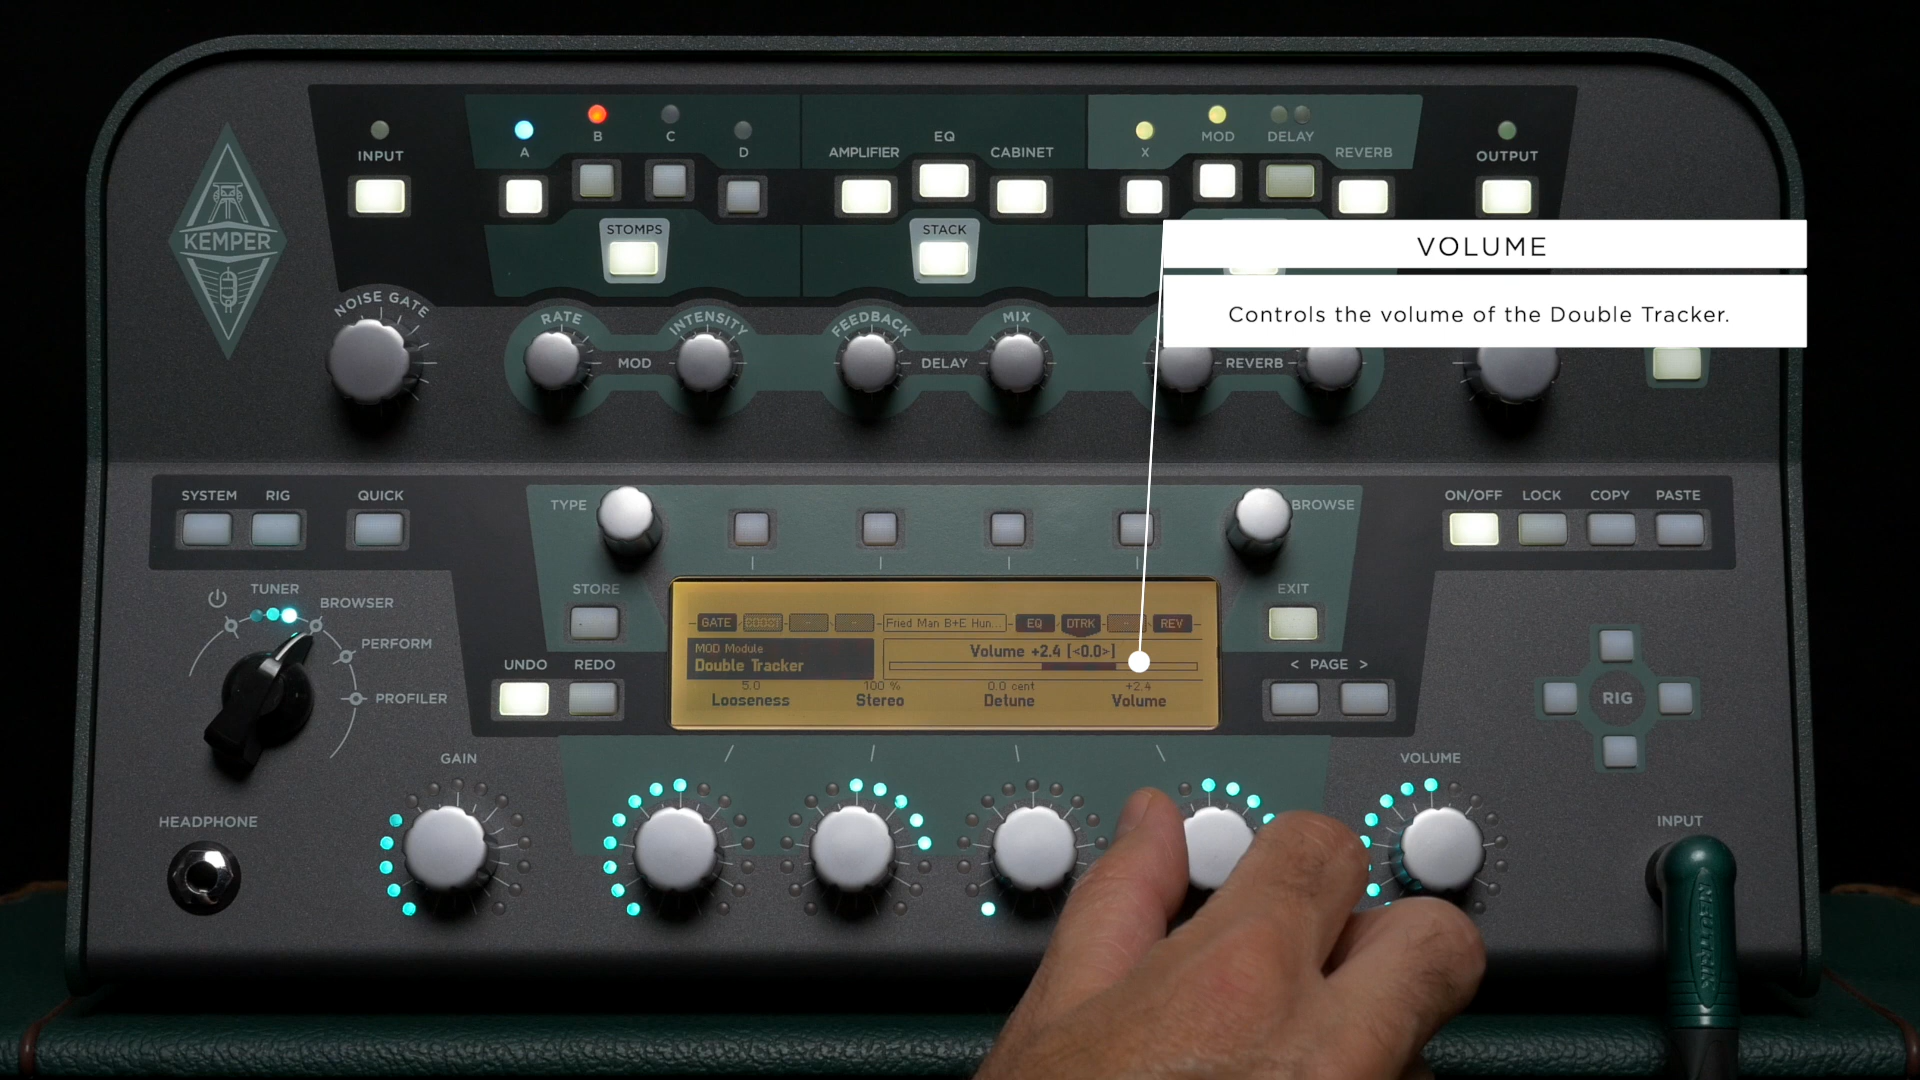 B
C
MOD
DELAY
A
D
X
REVERB
INPUT
AMPLIFIER
EQ
CABINET
OUTPUT
KEMPER
STOMPS
STACK
VOLUME
Controls the volume of the Double Tracker.
NOISE GATE
RATE
INTENSITY
FEEDBACK
MIX
MOD
DELAY
REVERB
SYSTEM
RIG
QUICK
TYPE
BROWSE
ON/OFF
LOCK
COPY
PASTE
TUNER
BROWSER
PERFORM
PROFILER
STORE
EXIT
UNDO
REDO
< PAGE >
RIG
GATE
Fried Man B+E Hun...
EQ
DTRK
REV
MOD Module
Double Tracker
Volume +2.4 [<0.0>]
5.0
100 %
0.0 cent
+2.4
Looseness
Stereo
Detune
Volume
GAIN
VOLUME
HEADPHONE
INPUT
NEUTRIK